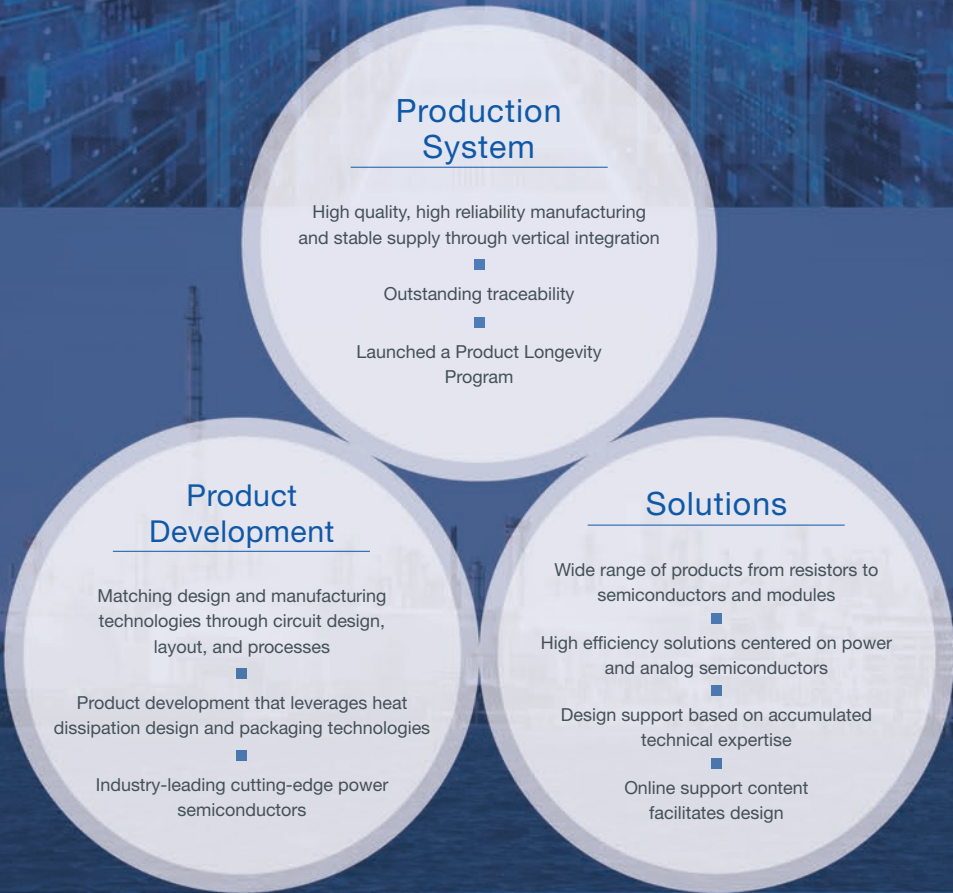 Production
System
High quality, high reliability manufacturing
and stable supply through vertical integration
Outstanding traceability
Launched a Product Longevity
Program
Product
Development
Matching design and manufacturing
technologies through circuit design,
layout, and processes
Product development that leverages heat
dissipation design and packaging technologies
Industry-leading cutting-edge power
semiconductors
Solutions
Wide range of products from resistors to
semiconductors and modules
High efficiency solutions centered on power
and analog semiconductors
Design support based on accumulated
technical expertise
Online support content
facilitates design